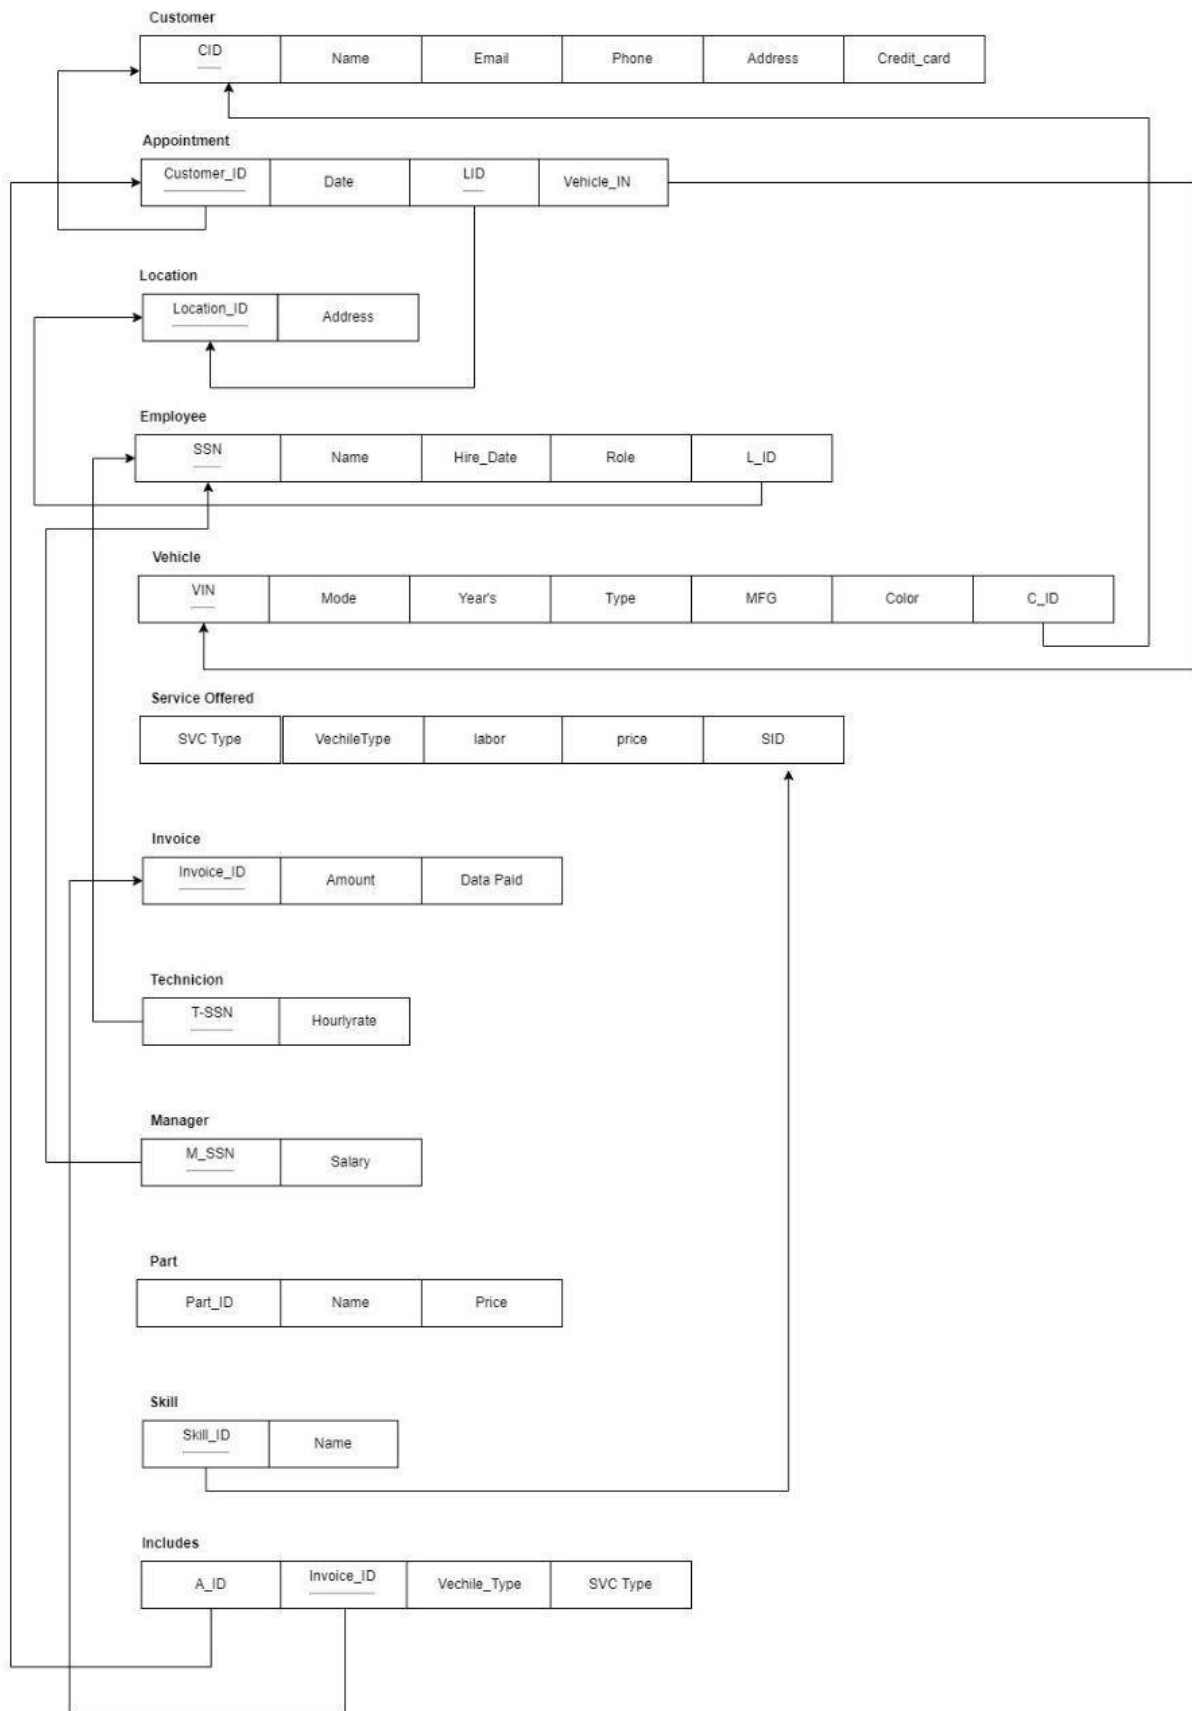 Customer
CID Name Email Phone Address Credit_card
Appointment
Customer_ID Date LID Vehicle_IN
Location
Location_ID Address
Employee
SSN Name Hire_Date Role L_ID
Vehicle
VIN Mode Year's Type MFG Color C_ID
Service Offered
SVC Type VechileType labor price SID
Invoice
Invoice_ID Amount Data Paid
Technicion
T-SSN Hourlyrate
Manager
M_SSN Salary
Part
Part_ID Name Price
Skill
Skill_ID Name
Includes
A_ID Invoice_ID Vechile_Type SVC Type